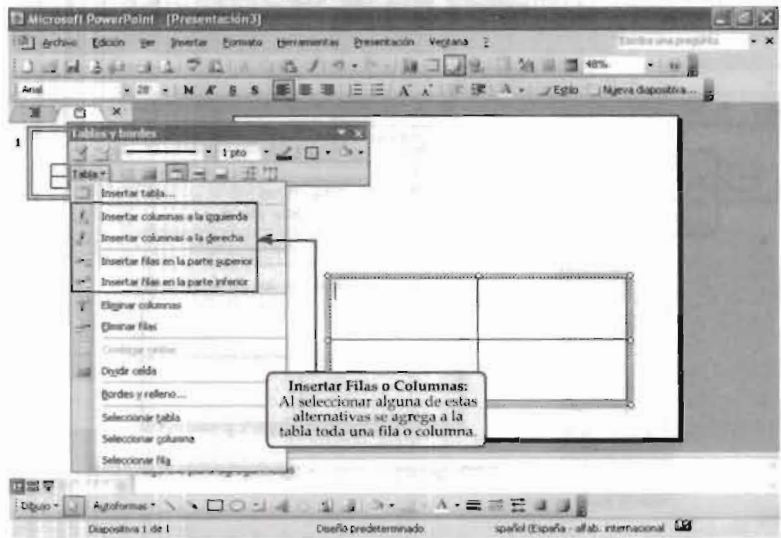 Microsoft PowerPoint - [Presentación3]
Archivo Edición Ver Insertar Formato Herramientas Presentación Ventana ?
Escriba una pregunta
48%
Arial 28 N K S S Estilo Nueva diapositiva...
1
Tablas y bordes
1 pto
Tabla
Insertar tabla...
Insertar columnas a la izquierda
Insertar columnas a la derecha
Insertar filas en la parte superior
Insertar filas en la parte inferior
Eliminar columnas
Eliminar filas
Combinar celdas
Dividir celda
Bordes y relleno...
Seleccionar tabla
Seleccionar columna
Seleccionar fila
Insertar Filas o Columnas:
Al seleccionar alguna de estas
alternativas se agrega a la
tabla toda una fila o columna.
Dibujo Autoformas
Diapositiva 1 de 1 Diseño predeterminado spañol (España - alfab. internacional